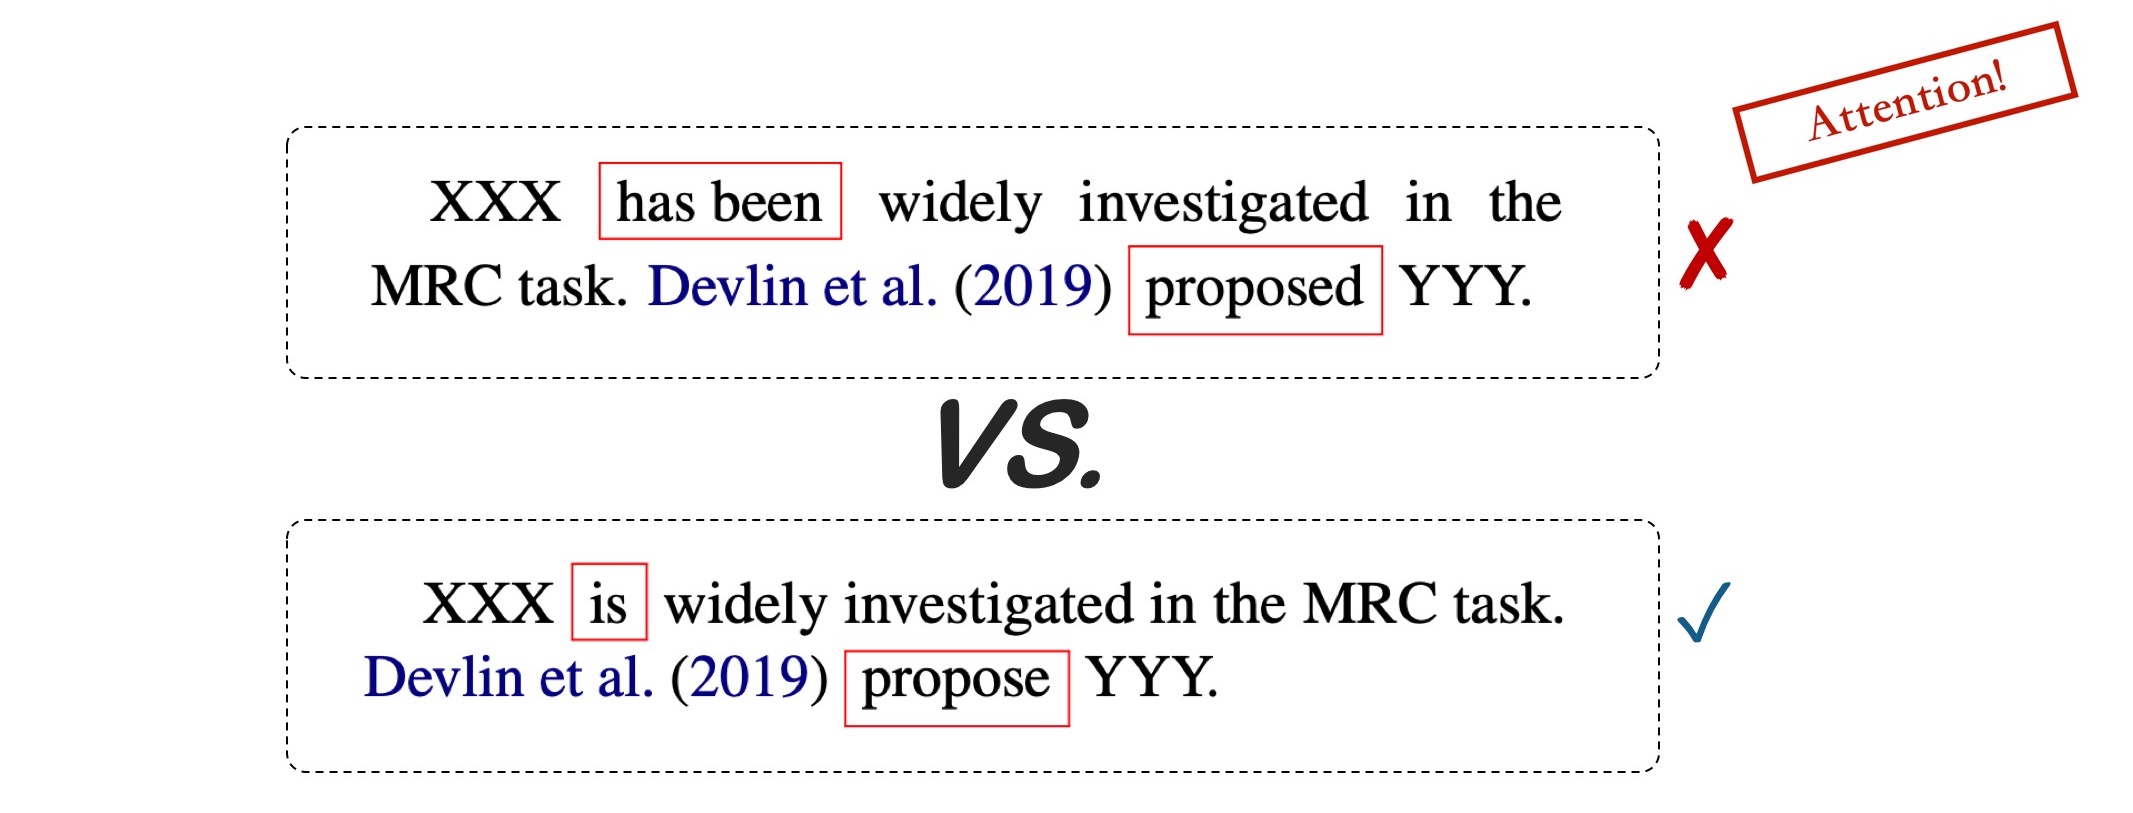 Attention!
XXX has been widely investigated in the
MRC task. Devlin et al. (2019) proposed YYY.
VS.
XXX is widely investigated in the MRC task.
Devlin et al. (2019) propose YYY.